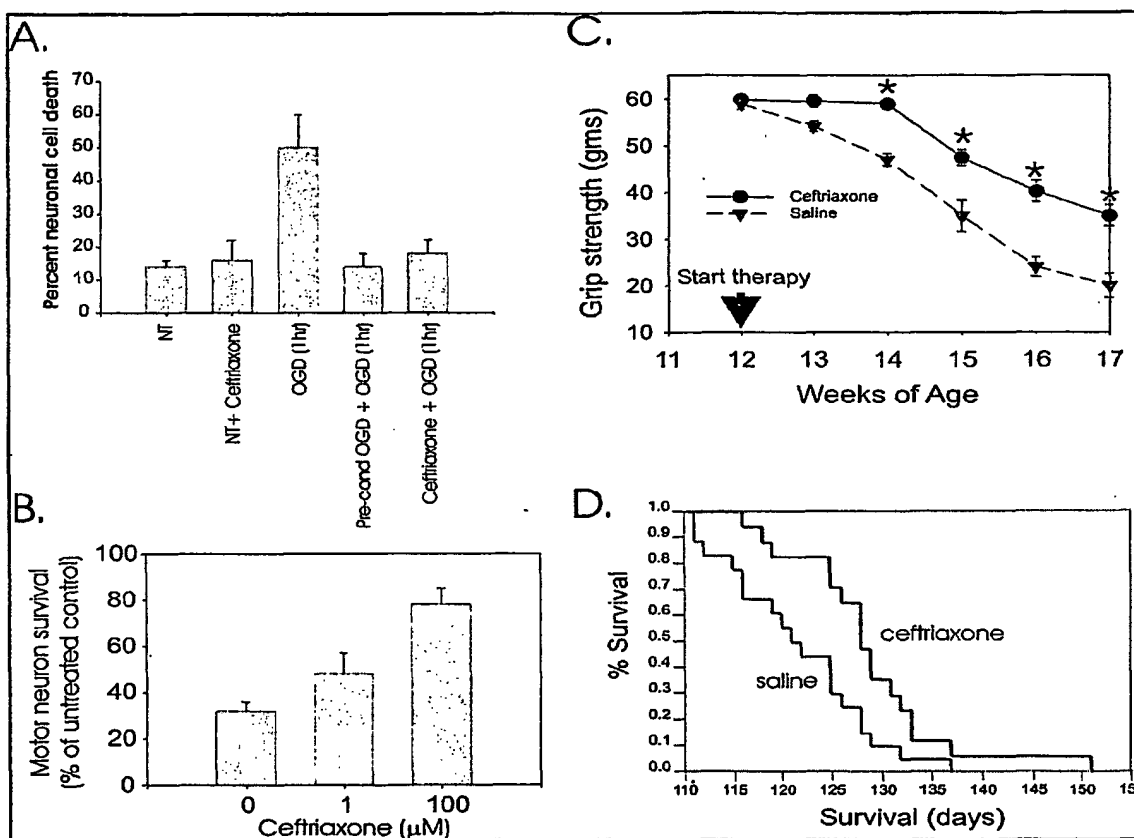 A.
Percent neuronal cell death
70
60
50
40
30
20
10
0
NT
NT+ Ceftriaxone
OGD (1hr)
Pre-cond OGD + OGD (1hr)
Ceftiaxone + OGD (1hr)
B.
Motor neuron survival
(% of untreated control)
100
80
60
40
20
0
0 1 100
Ceftriaxone (μM)
C.
Grip strength (gms)
60
50
40
30
20
10
* * * *
Ceftriaxone
Saline
Start therapy
11 12 13 14 15 16 17
Weeks of Age
D.
% Survival
1.0
0.9
0.8
0.7
0.6
0.5
0.4
0.3
0.2
0.1
0.0
ceftriaxone
saline
110 115 120 125 130 135 140 145 150 155
Survival (days)